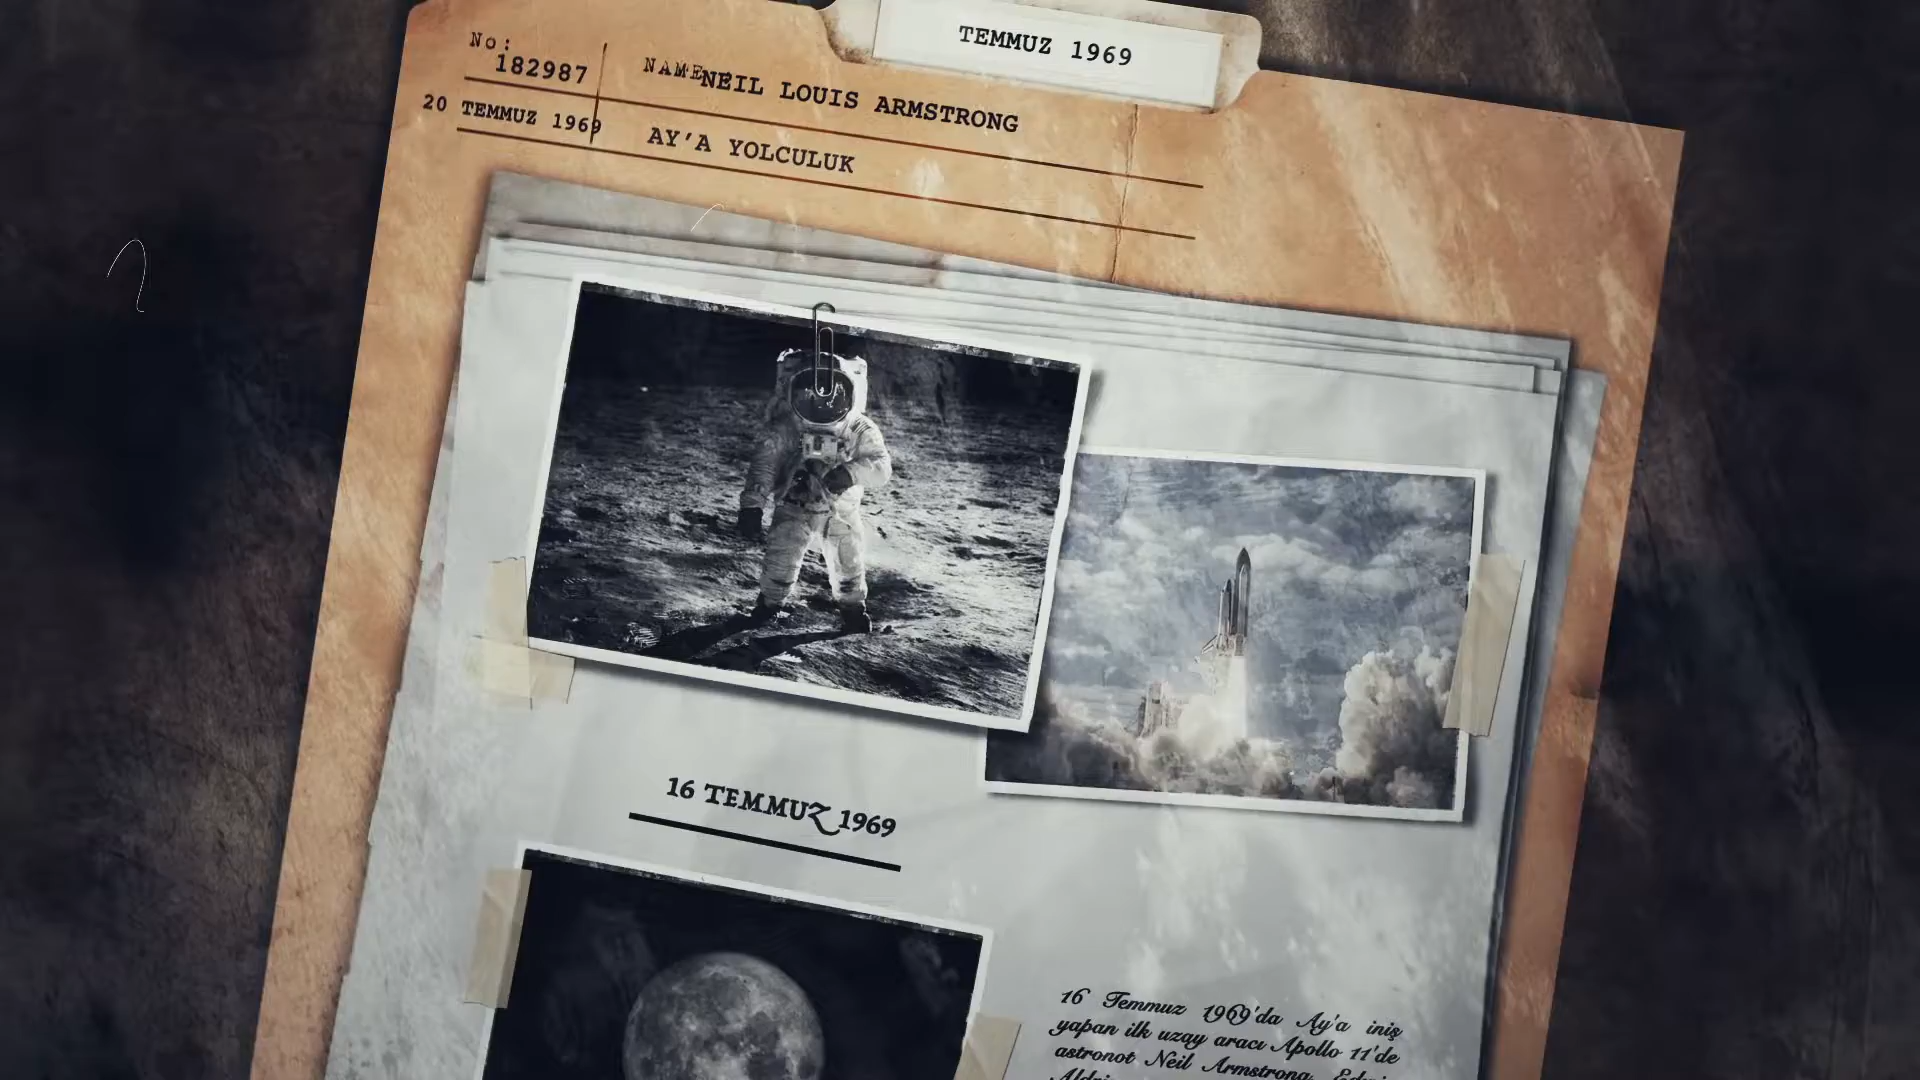 TEMMUZ 1969
No:
182987
NAME
NEIL LOUIS ARMSTRONG
20 TEMMUZ 1969
AY'A YOLCULUK
16 TEMMUZ 1969
16 Temmuz 1969'da Ay'a iniş
yapan ilk uzay aracı Apollo 11'de
astronot Neil Armstrong,